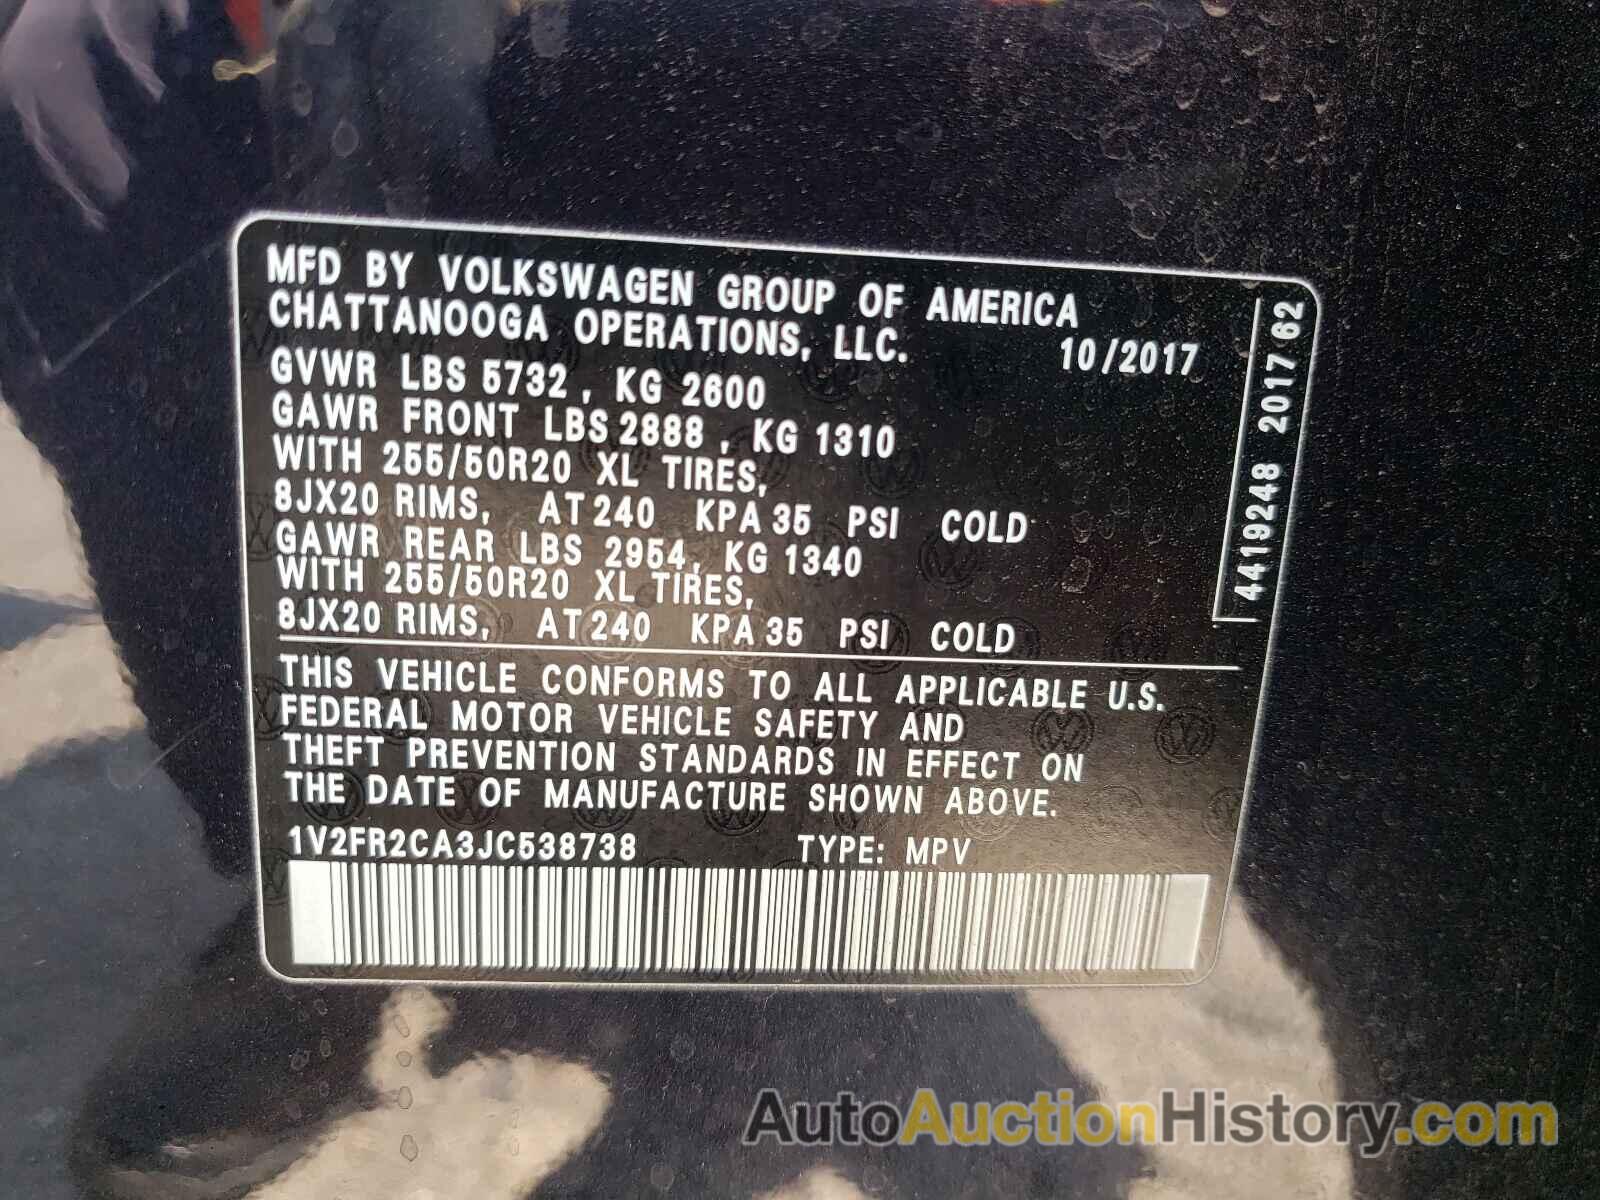 MFD BY VOLKSWAGEN GROUP OF AMERICA
CHATTANOOGA OPERATIONS, LLC.
10/2017
GVWR LBS 5732, KG 2600
GAWR FRONT LBS 2888, KG 1310
WITH 255/50R20 XL TIRES,
8JX20 RIMS, AT 240 KPA 35 PSI COLD
GAWR REAR LBS 2954, KG 1340
WITH 255/50R20 XL TIRES,
8JX20 RIMS, AT 240 KPA 35 PSI COLD
THIS VEHICLE CONFORMS TO ALL APPLICABLE U.S.
FEDERAL MOTOR VEHICLE SAFETY AND
THEFT PREVENTION STANDARDS IN EFFECT ON
THE DATE OF MANUFACTURE SHOWN ABOVE.
1V2FR2CA3JC538738 TYPE: MPV
4419248 2017 62
AutoAuctionHistory.com